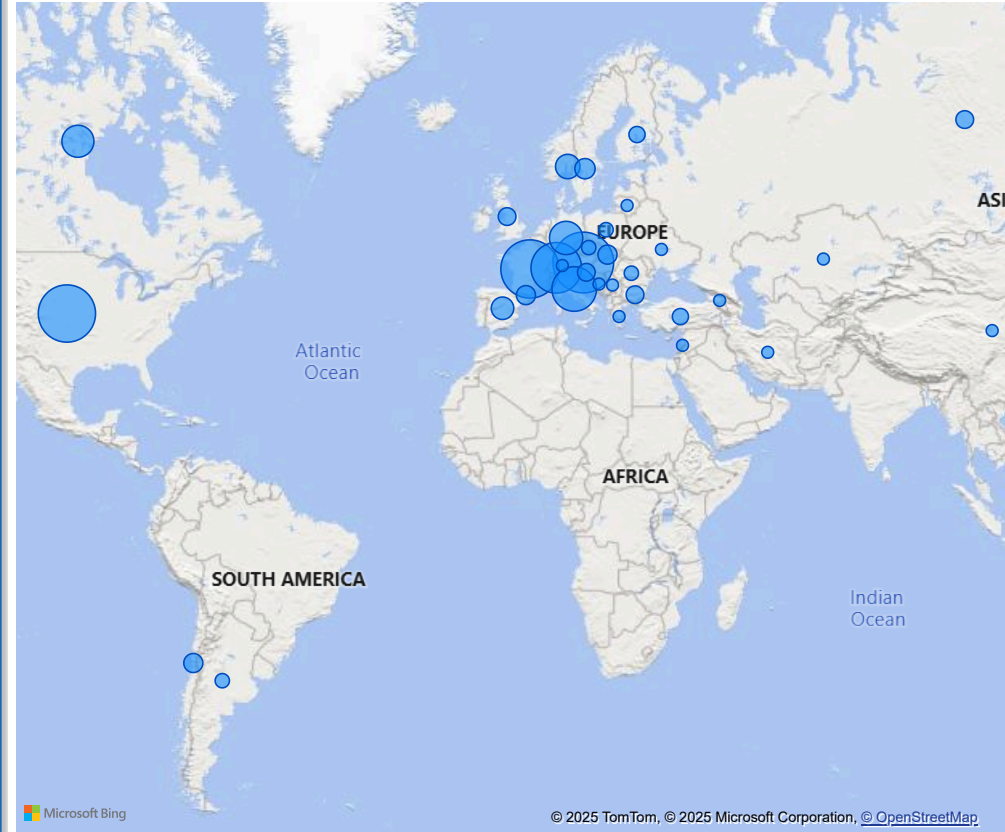 ASI
EUROPE
Atlantic
Ocean
AFRICA
SOUTH AMERICA
Indian
Ocean
Microsoft Bing
© 2025 TomTom, © 2025 Microsoft Corporation, © OpenStreetMap